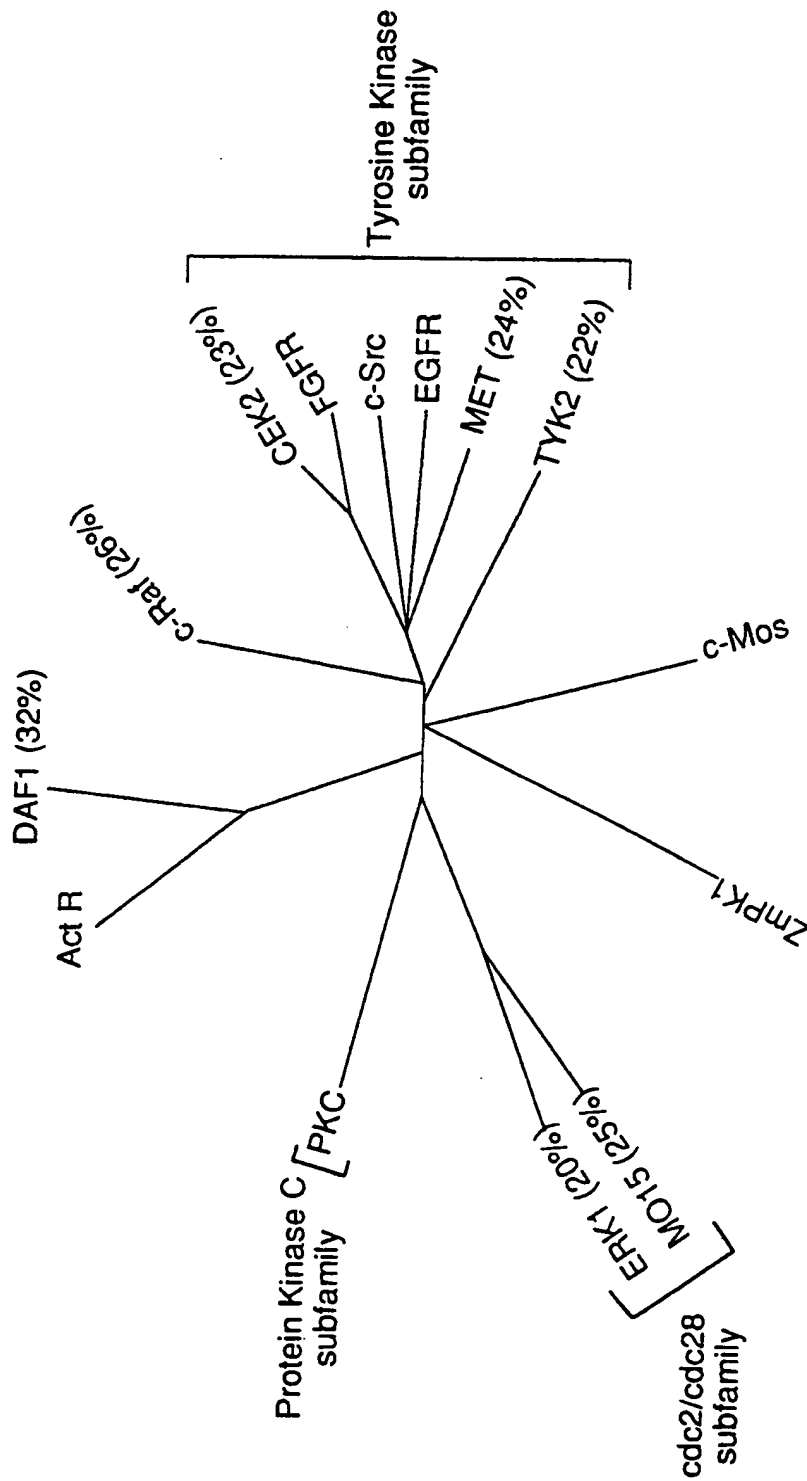 DAF1 (32%)
Act R
c-Raf (26%)
CEK2 (23%)
FGFR
c-Src
EGFR
MET (24%)
TYK2 (22%)
Tyrosine Kinase
subfamily
c-Mos
ZmPK1
Protein Kinase C
subfamily
PKC
ERK1 (20%)
MO15 (25%)
cdc2/cdc28
subfamily